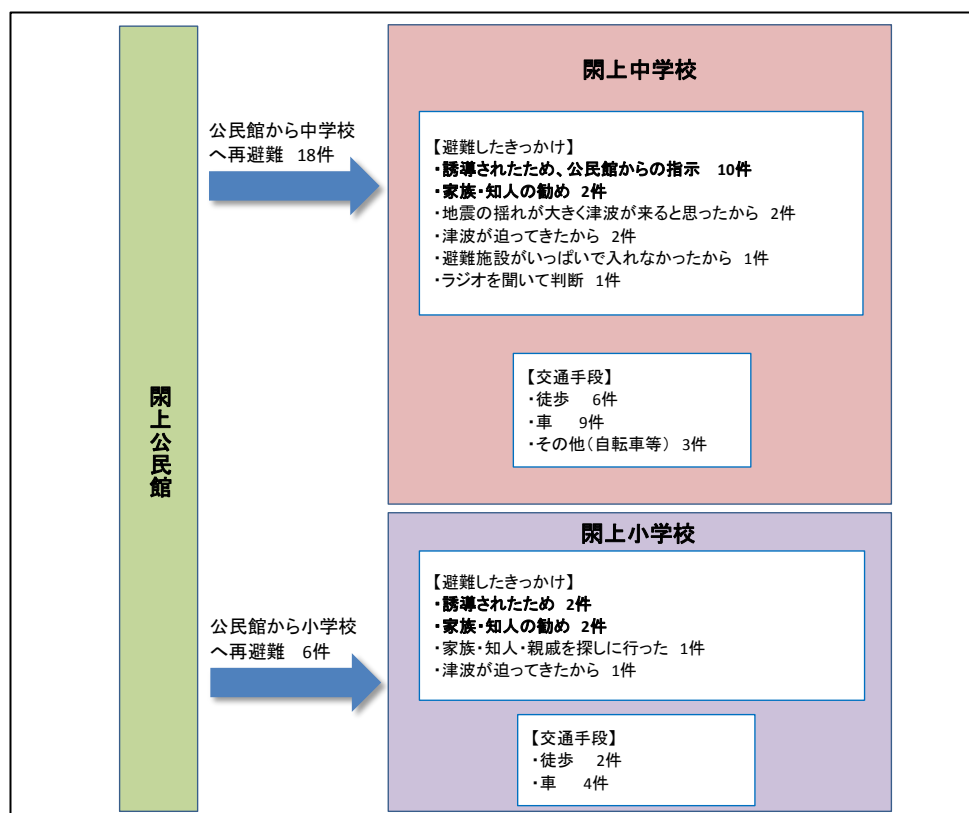 閖上公民館
公民館から中学校
へ再避難 18件
閖上中学校
【避難したきっかけ】
・誘導されたため、公民館からの指示 10件
・家族・知人の勧め 2件
・地震の揺れが大きく津波が来ると思ったから 2件
・津波が迫ってきたから 2件
・避難施設がいっぱいで入れなかったから 1件
・ラジオを聞いて判断 1件
【交通手段】
・徒歩 6件
・車 9件
・その他(自転車等) 3件
公民館から小学校
へ再避難 6件
閖上小学校
【避難したきっかけ】
・誘導されたため 2件
・家族・知人の勧め 2件
・家族・知人・親戚を探しに行った 1件
・津波が迫ってきたから 1件
【交通手段】
・徒歩 2件
・車 4件